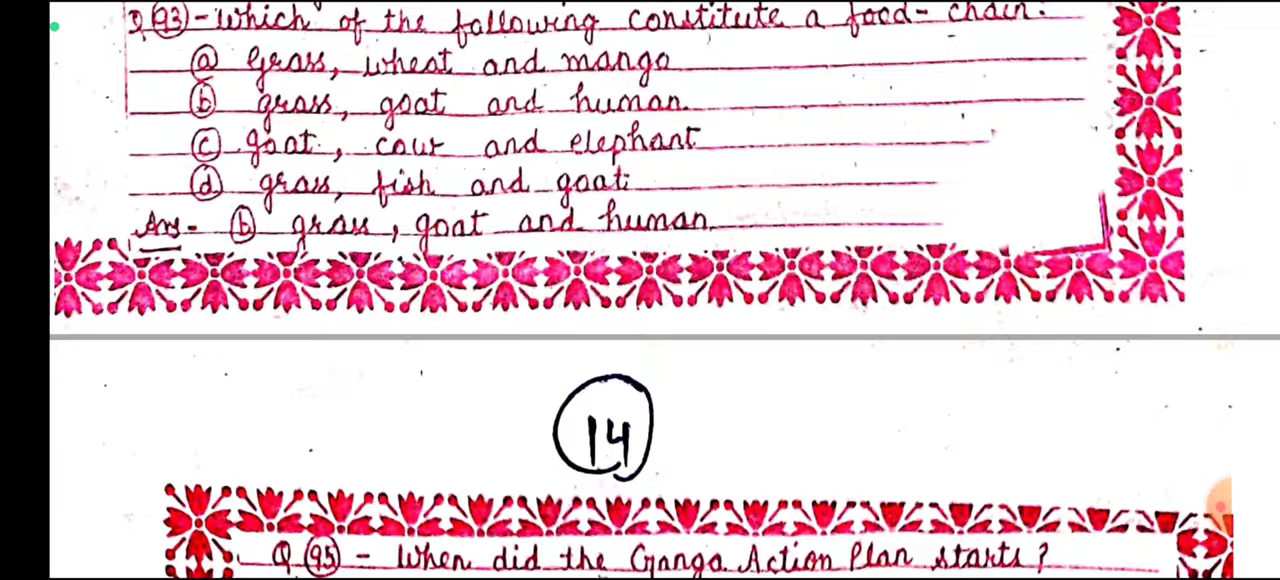 Q.(93) - Which of the following constitute a food-chain.
(a) Grass, wheat and mango
(b) grass, goat and human.
(c) goat, cow and elephant
(d) grass, fish and goat.
Ans - (b) grass, goat and human.
14
Q.(95) - When did the Ganga Action Plan starts?